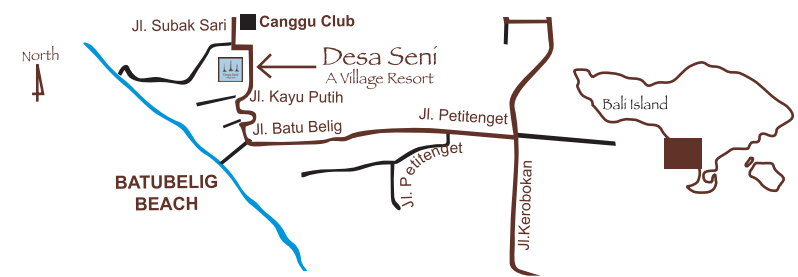 Jl. Subak Sari
Canggu Club
North
Desa Seni
A Village Resort
Jl. Kayu Putih
Jl. Batu Belig
Jl. Petitenget
Jl. Petitenget
BATUBELIG
BEACH
Jl.Kerobokan
Bali Island